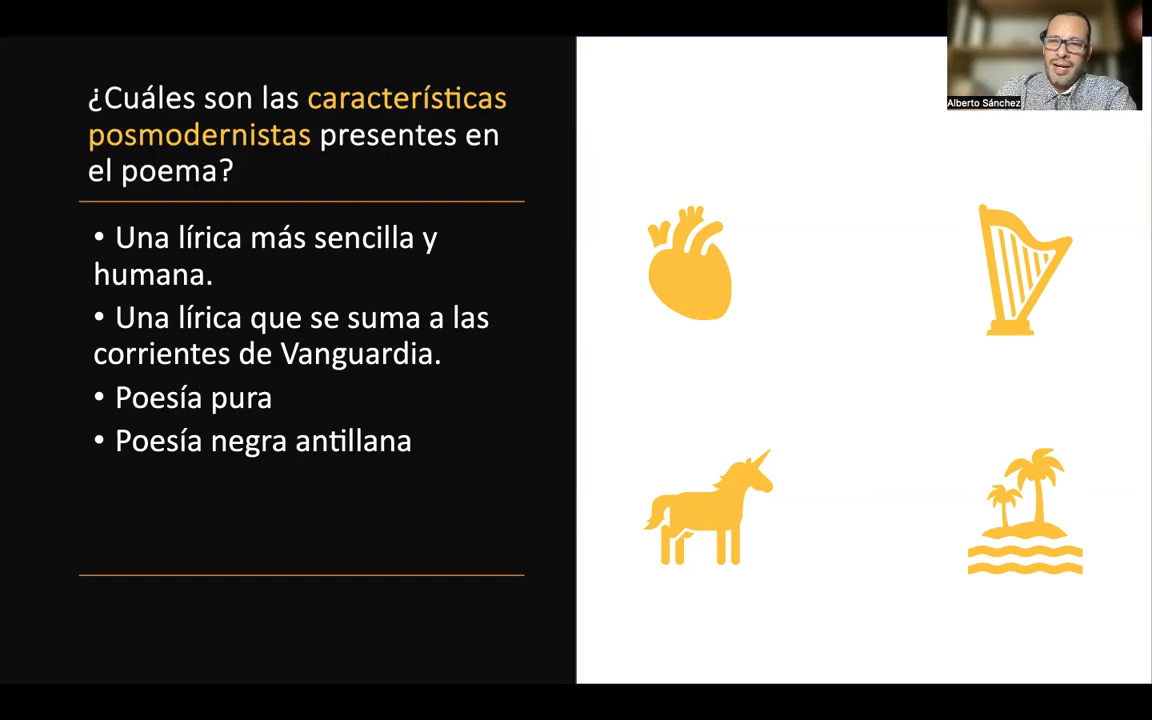 ¿Cuáles son las características
posmodernistas presentes en
el poema?
• Una lírica más sencilla y
humana.
• Una lírica que se suma a las
corrientes de Vanguardia.
• Poesía pura
• Poesía negra antillana
Alberto Sánchez